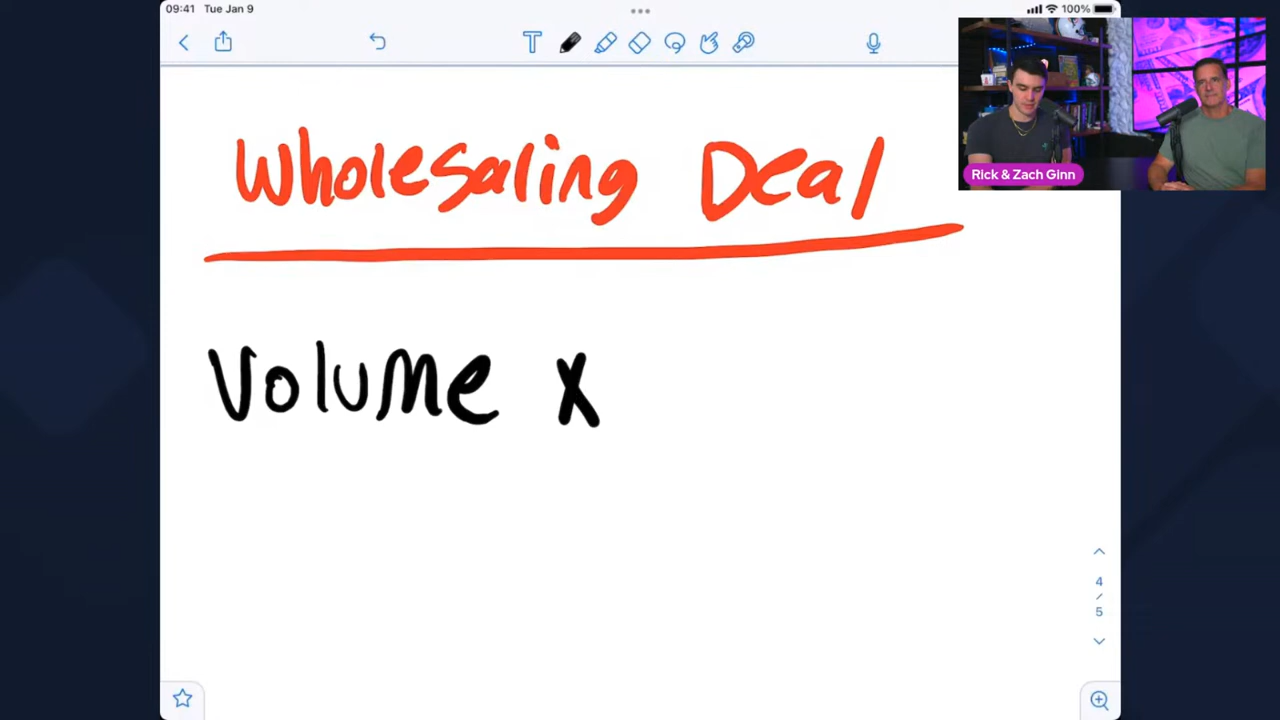 09:41 Tue Jan 9
100%
T
Rick & Zach Ginn
Wholesaling Deal
Volume x
4
/
5